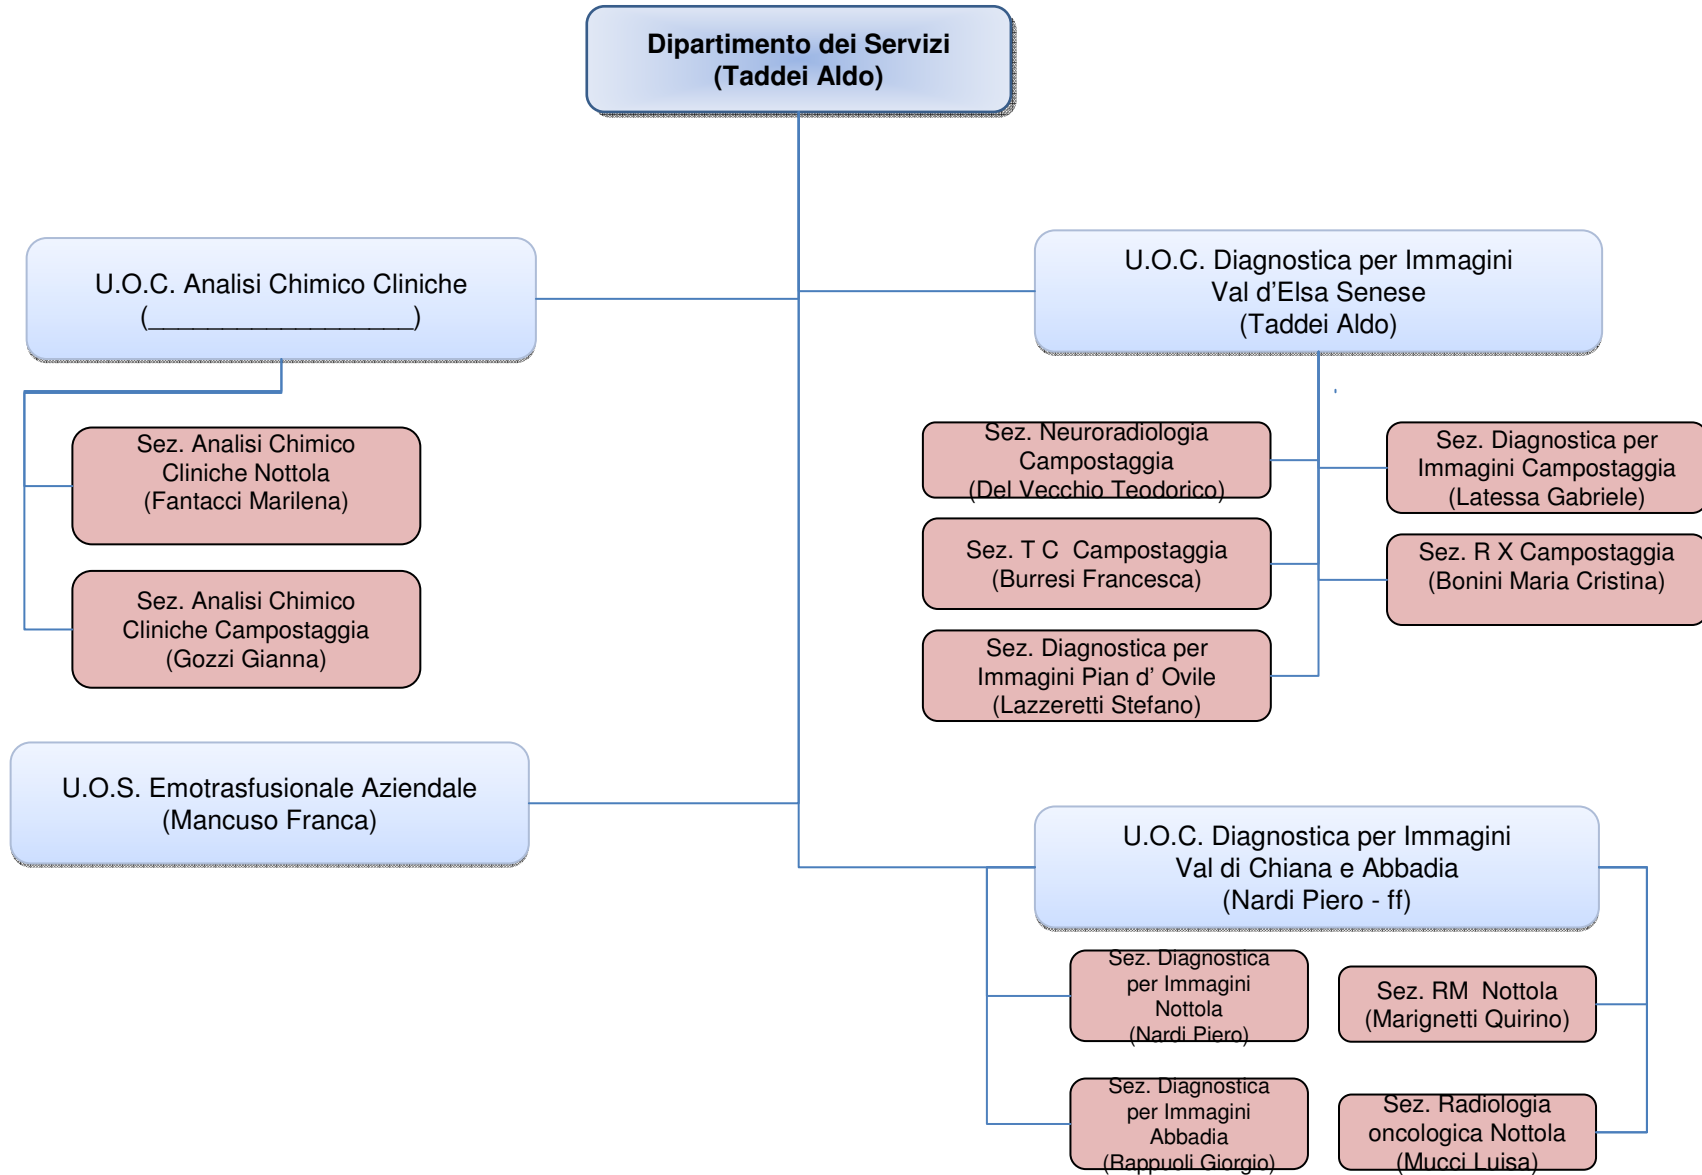 Dipartimento dei Servizi
(Taddei Aldo)
U.O.C. Analisi Chimico Cliniche
(__________________)
Sez. Analisi Chimico
Cliniche Nottola
(Fantacci Marilena)
Sez. Analisi Chimico
Cliniche Campostaggia
(Gozzi Gianna)
U.O.S. Emotrasfusionale Aziendale
(Mancuso Franca)
U.O.C. Diagnostica per Immagini
Val d'Elsa Senese
(Taddei Aldo)
Sez. Neuroradiologia
Campostaggia
(Del Vecchio Teodorico)
Sez. T C  Campostaggia
(Burresi Francesca)
Sez. Diagnostica per
Immagini Pian d' Ovile
(Lazzeretti Stefano)
Sez. Diagnostica per
Immagini Campostaggia
(Latessa Gabriele)
Sez. R X Campostaggia
(Bonini Maria Cristina)
U.O.C. Diagnostica per Immagini
Val di Chiana e Abbadia
(Nardi Piero - ff)
Sez. Diagnostica
per Immagini
Nottola
(Nardi Piero)
Sez. Diagnostica
per Immagini
Abbadia
(Rappuoli Giorgio)
Sez. RM  Nottola
(Marignetti Quirino)
Sez. Radiologia
oncologica Nottola
(Mucci Luisa)